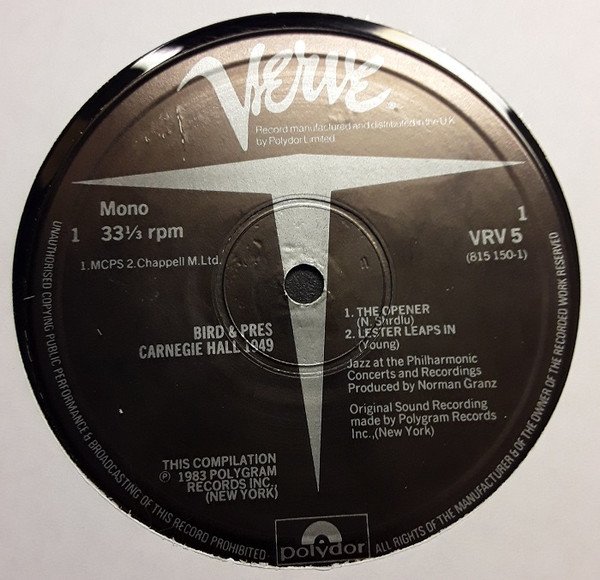 Verve
Record manufactured and distributed in the U.K.
by Polydor Limited
Mono
1 33⅓ rpm
1
VRV 5
(815 150-1)
1.MCPS 2.Chappell M.Ltd.
BIRD & PRES
CARNEGIE HALL 1949
1. THE OPENER
(N. Shrdlu)
2. LESTER LEAPS IN
(Young)
Jazz at the Philharmonic
Concerts and Recordings
Produced by Norman Granz
Original Sound Recording
made by Polygram Records
Inc.,(New York)
THIS COMPILATION
℗ 1983 POLYGRAM
RECORDS INC.,
(NEW YORK)
polydor
UNAUTHORISED COPYING PUBLIC PERFORMANCE & BROADCASTING OF THIS RECORD PROHIBITED
ALL RIGHTS OF THE MANUFACTURER & OF THE OWNER OF THE RECORDED WORK RESERVED